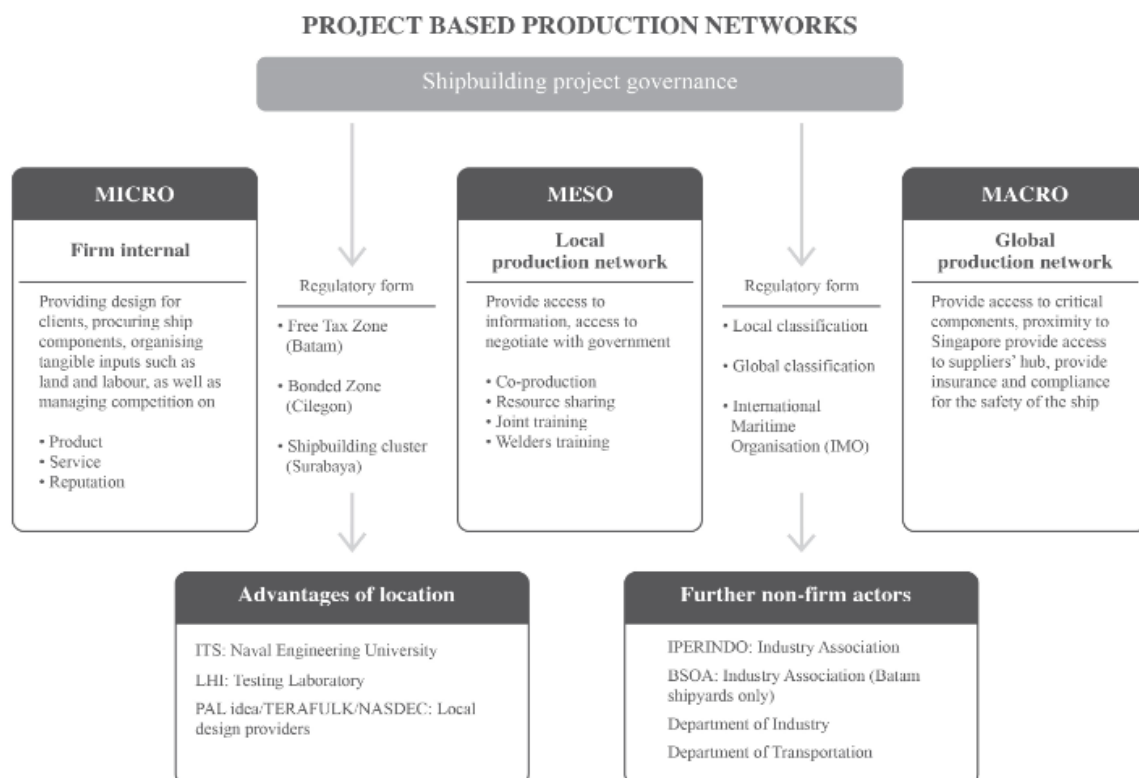 PROJECT BASED PRODUCTION NETWORKS
Shipbuilding project governance
MICRO
Firm internal
Providing design for
clients, procuring ship
components, organising
tangible inputs such as
land and labour, as well as
managing competition on
• Product
• Service
• Reputation
Regulatory form
• Free Tax Zone
(Batam)
• Bonded Zone
(Cilegon)
• Shipbuilding cluster
(Surabaya)
MESO
Local
production network
Provide access to
information, access to
negotiate with government
• Co-production
• Resource sharing
• Joint training
• Welders training
Regulatory form
• Local classification
• Global classification
• International
Maritime
Organisation (IMO)
MACRO
Global
production network
Provide access to critical
components, proximity to
Singapore provide access
to suppliers' hub, provide
insurance and compliance
for the safety of the ship
Advantages of location
ITS: Naval Engineering University
LHI: Testing Laboratory
PAL idea/TERAFULK/NASDEC: Local
design providers
Further non-firm actors
IPERINDO: Industry Association
BSOA: Industry Association (Batam
shipyards only)
Department of Industry
Department of Transportation